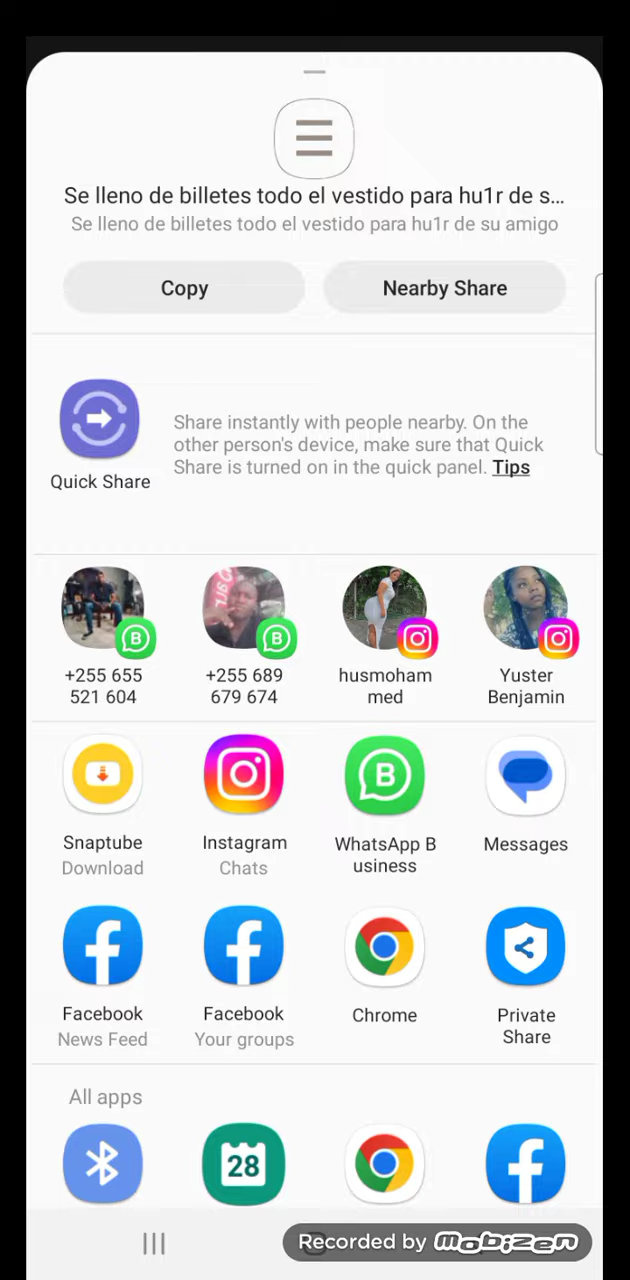 Se lleno de billetes todo el vestido para hu1r de s...
Se lleno de billetes todo el vestido para hu1r de su amigo
Copy
Nearby Share
Share instantly with people nearby. On the
other person's device, make sure that Quick
Share is turned on in the quick panel. Tips
Quick Share
+255 655
521 604
+255 689
679 674
husmoham
med
Yuster
Benjamin
Snaptube
Download
Instagram
Chats
WhatsApp B
usiness
Messages
Facebook
News Feed
Facebook
Your groups
Chrome
Private
Share
All apps
28
Recorded by mobizen